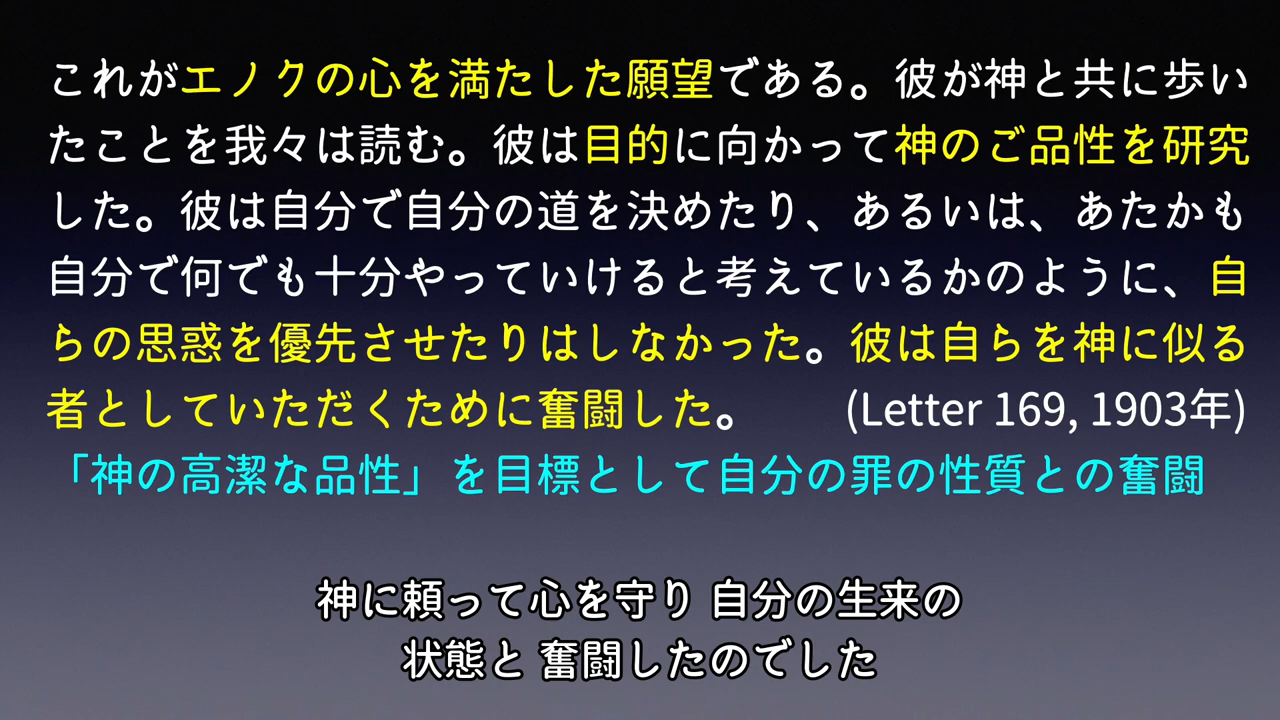 これがエノクの心を満たした願望である。彼が神と共に歩い
たことを我々は読む。彼は目的に向かって神のご品性を研究
した。彼は自分で自分の道を決めたり、あるいは、あたかも
自分で何でも十分やっていけると考えているかのように、自
らの思惑を優先させたりはしなかった。彼は自らを神に似る
者としていただくために奮闘した。 (Letter 169, 1903年)
「神の高潔な品性」を目標として自分の罪の性質との奮闘
神に頼って心を守り 自分の生来の
状態と 奮闘したのでした